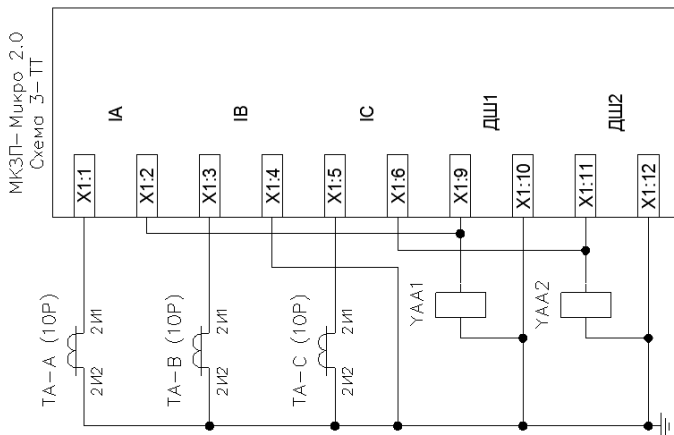 МКЗП-Микро 2.0
Схема 3-ТТ
IA
IB
IC
ДШ1
ДШ2
X1:1
X1:2
X1:3
X1:4
X1:5
X1:6
X1:9
X1:10
X1:11
X1:12
TA-A (10P)
2И1
2И2
TA-B (10P)
2И1
2И2
TA-C (10P)
2И1
2И2
YAA1
YAA2